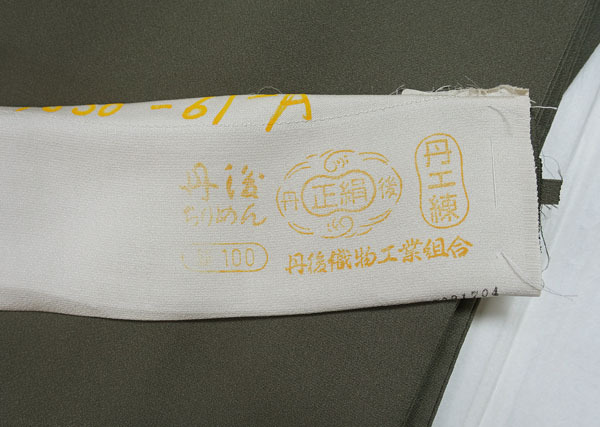 -61-A
丹後
ちりめん
100
丹 正絹 後
丹工練
丹後織物工業組合